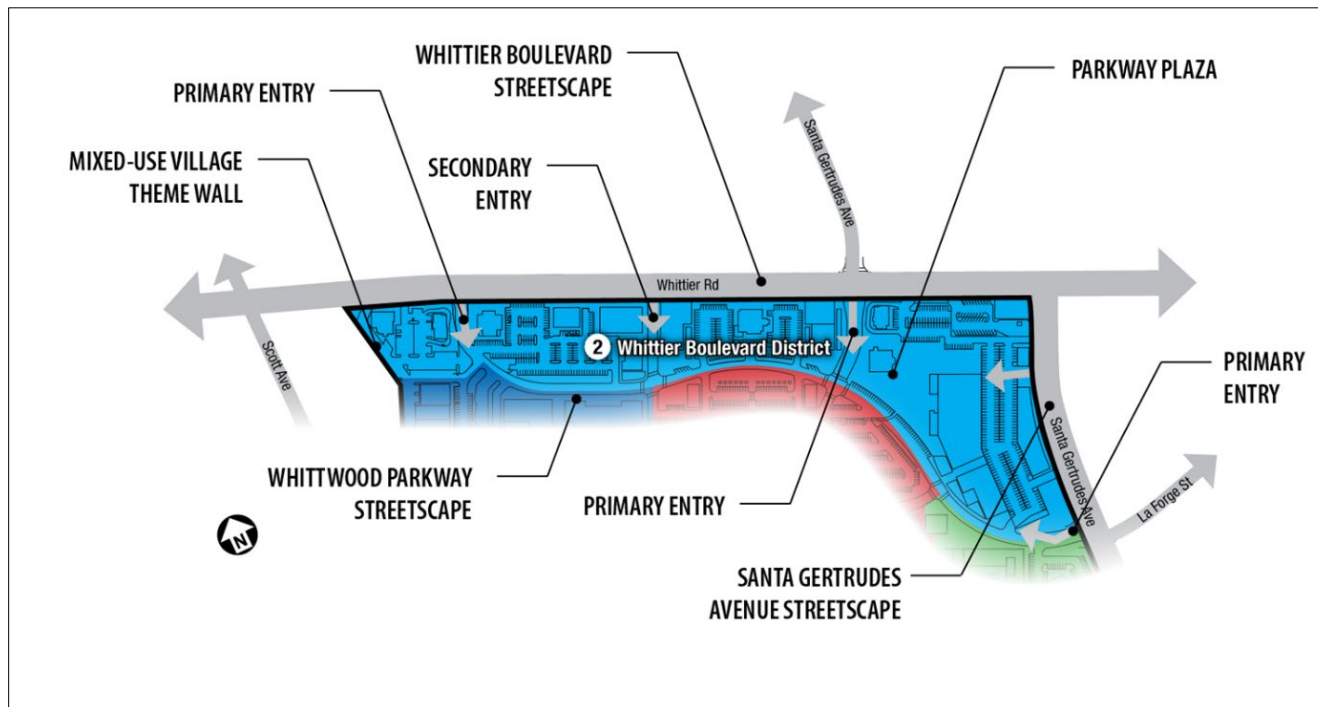 WHITTIER BOULEVARD
STREETSCAPE
PARKWAY PLAZA
PRIMARY ENTRY
MIXED-USE VILLAGE
THEME WALL
SECONDARY
ENTRY
Santa Gertrudes Ave
Whittier Rd
Scott Ave
2 Whittier Boulevard District
PRIMARY
ENTRY
Santa Gertrudes Ave
La Forge St
WHITTWOOD PARKWAY
STREETSCAPE
PRIMARY ENTRY
N
SANTA GERTRUDES
AVENUE STREETSCAPE